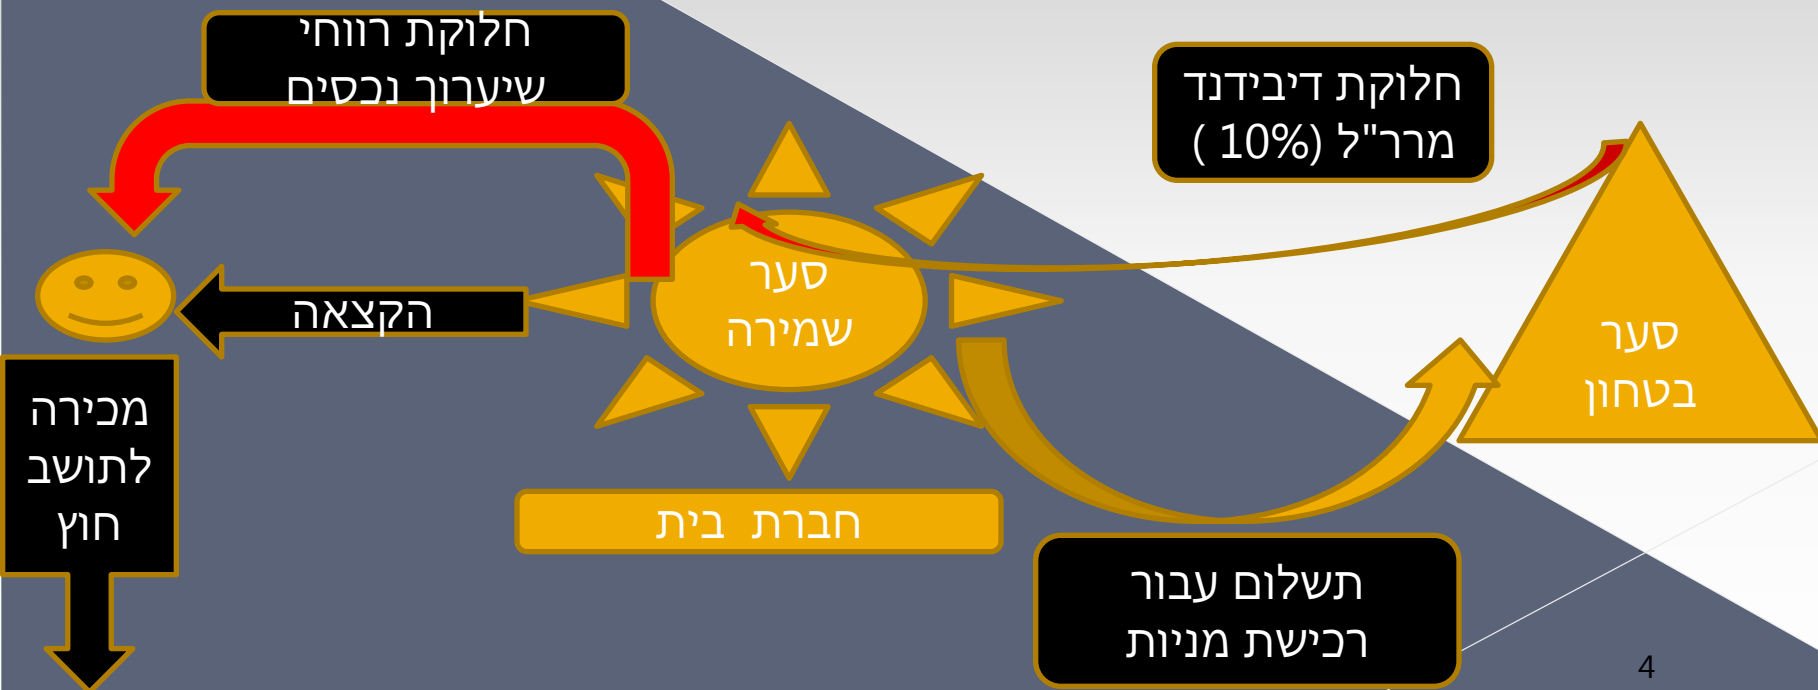 חלוקת רווחי
שיערוך נכסים
חלוקת דיבידנד
מרר"ל (10% )
סער
שמירה
סער
בטחון
הקצאה
מכירה
לתושב
חוץ
חברת בית
תשלום עבור
רכישת מניות
4